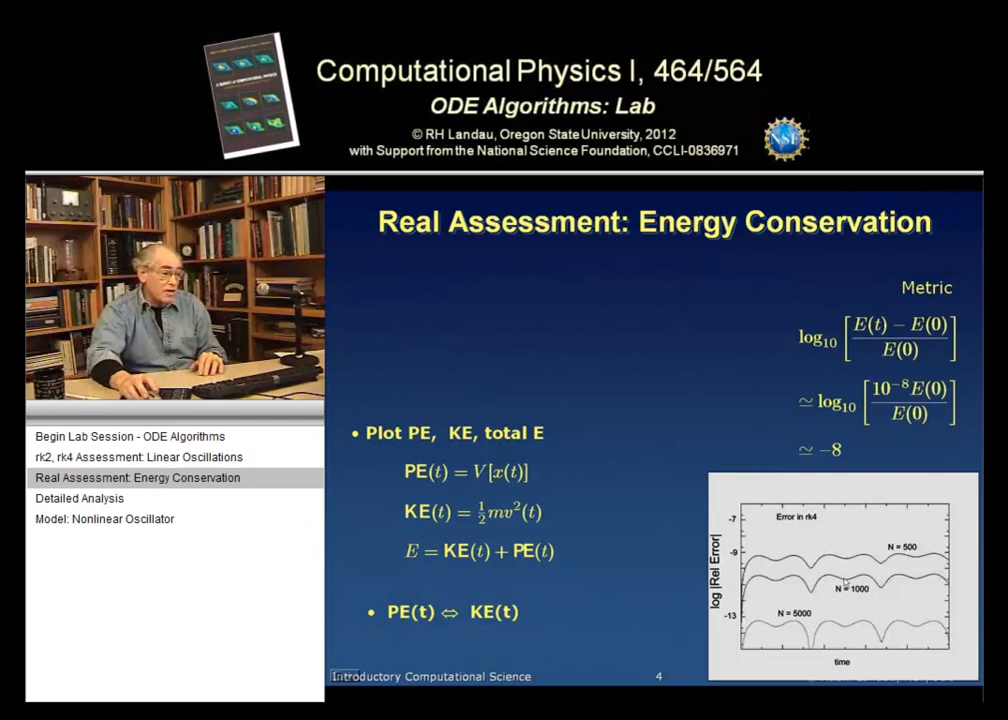 Computational Physics I, 464/564
ODE Algorithms: Lab
© RH Landau, Oregon State University, 2012
with Support from the National Science Foundation, CCLI-0836971
NSF
Real Assessment: Energy Conservation
Metric
log₁₀ [ E(t) − E(0) / E(0) ]
≃ log₁₀ [ 10⁻⁸E(0) / E(0) ]
≃ −8
Begin Lab Session - ODE Algorithms
rk2, rk4 Assessment: Linear Oscillations
Real Assessment: Energy Conservation
Detailed Analysis
Model: Nonlinear Oscillator
• Plot PE, KE, total E
PE(t) = V[x(t)]
KE(t) = ½mv²(t)
E = KE(t) + PE(t)
• PE(t) ⇔ KE(t)
Error in rk4
-7
-9
-13
log |Rel Error|
N = 500
N = 1000
N = 5000
time
Introductory Computational Science
4